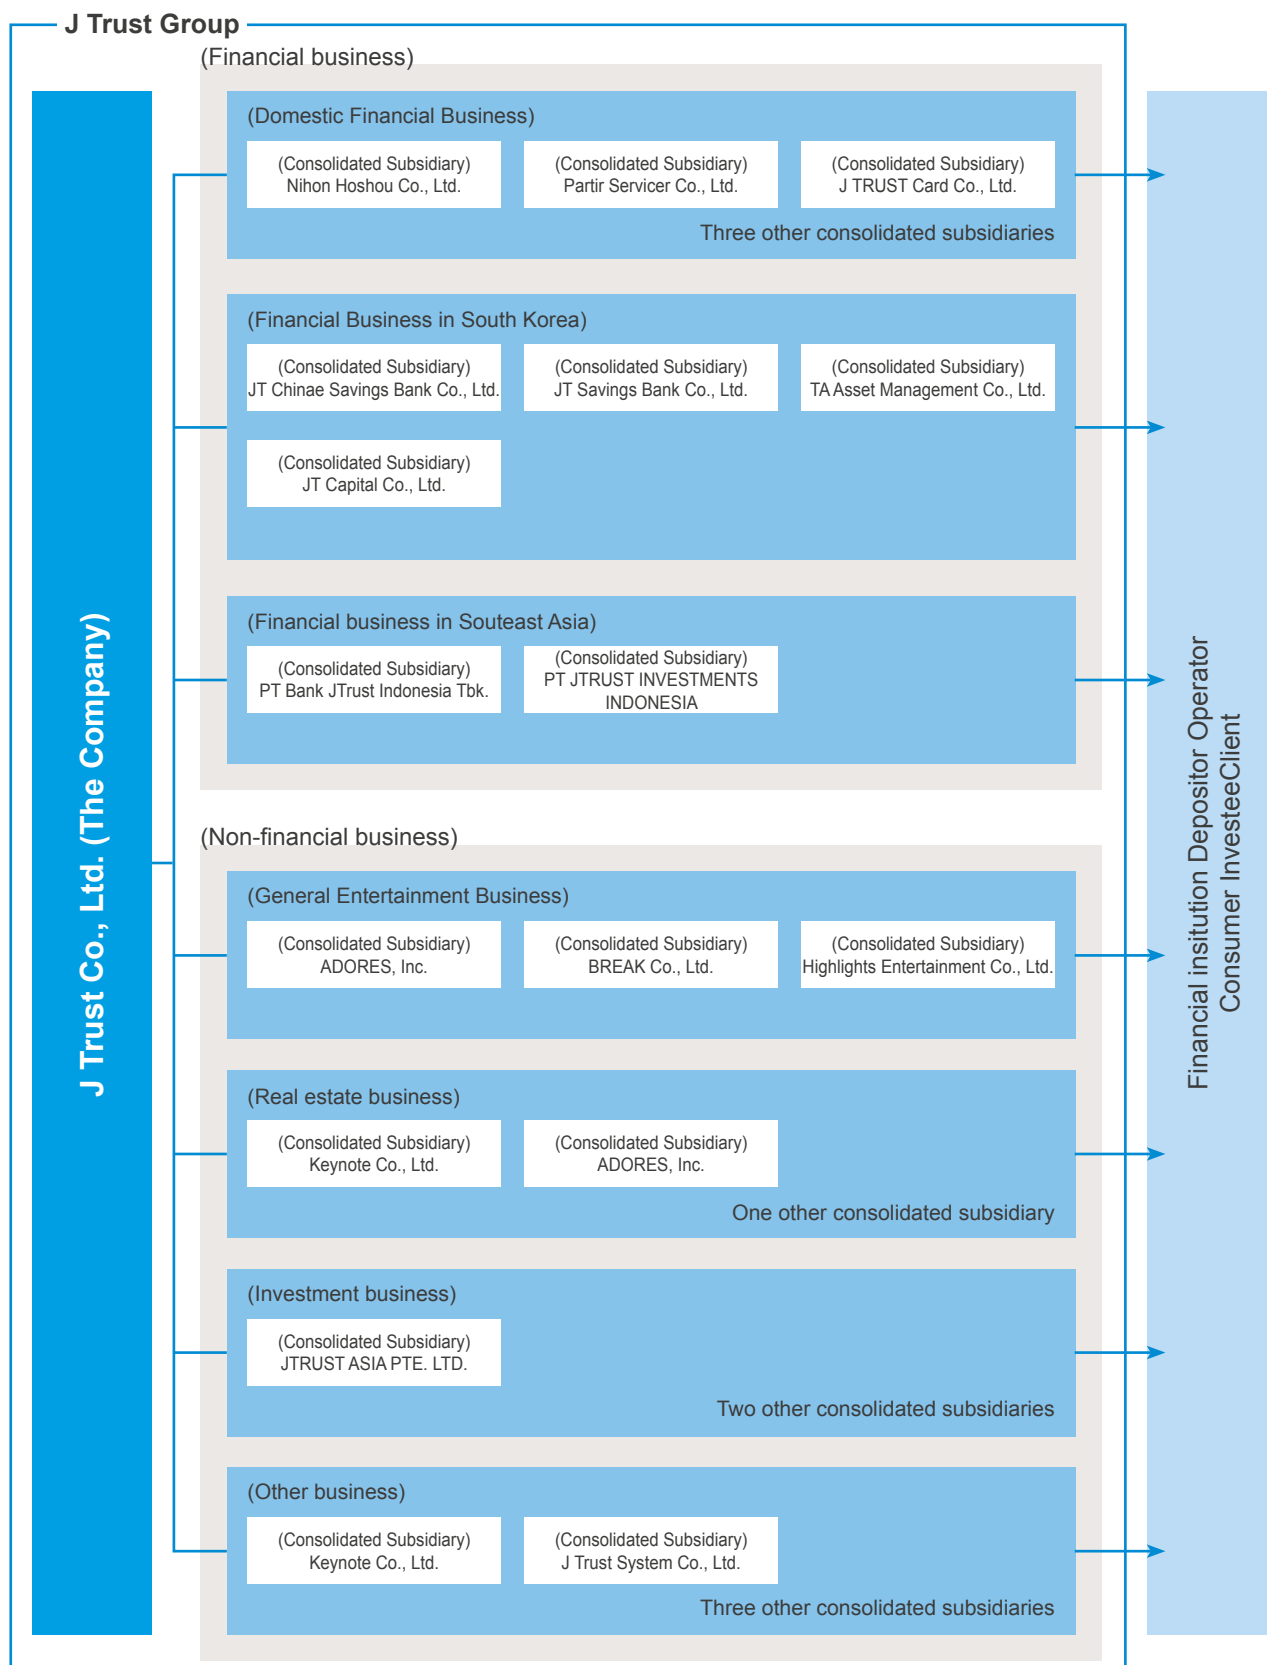 J Trust Group
(Financial business)
J Trust Co., Ltd. (The Company)
(Domestic Financial Business)
(Consolidated Subsidiary)
Nihon Hoshou Co., Ltd.
(Consolidated Subsidiary)
Partir Servicer Co., Ltd.
(Consolidated Subsidiary)
J TRUST Card Co., Ltd.
Three other consolidated subsidiaries
(Financial Business in South Korea)
(Consolidated Subsidiary)
JT Chinae Savings Bank Co., Ltd.
(Consolidated Subsidiary)
JT Savings Bank Co., Ltd.
(Consolidated Subsidiary)
TA Asset Management Co., Ltd.
(Consolidated Subsidiary)
JT Capital Co., Ltd.
(Financial business in Souteast Asia)
(Consolidated Subsidiary)
PT Bank JTrust Indonesia Tbk.
(Consolidated Subsidiary)
PT JTRUST INVESTMENTS
INDONESIA
(Non-financial business)
(General Entertainment Business)
(Consolidated Subsidiary)
ADORES, Inc.
(Consolidated Subsidiary)
BREAK Co., Ltd.
(Consolidated Subsidiary)
Highlights Entertainment Co., Ltd.
(Real estate business)
(Consolidated Subsidiary)
Keynote Co., Ltd.
(Consolidated Subsidiary)
ADORES, Inc.
One other consolidated subsidiary
(Investment business)
(Consolidated Subsidiary)
JTRUST ASIA PTE. LTD.
Two other consolidated subsidiaries
(Other business)
(Consolidated Subsidiary)
Keynote Co., Ltd.
(Consolidated Subsidiary)
J Trust System Co., Ltd.
Three other consolidated subsidiaries
Financial insitution Depositor Operator
Consumer InvesteeClient